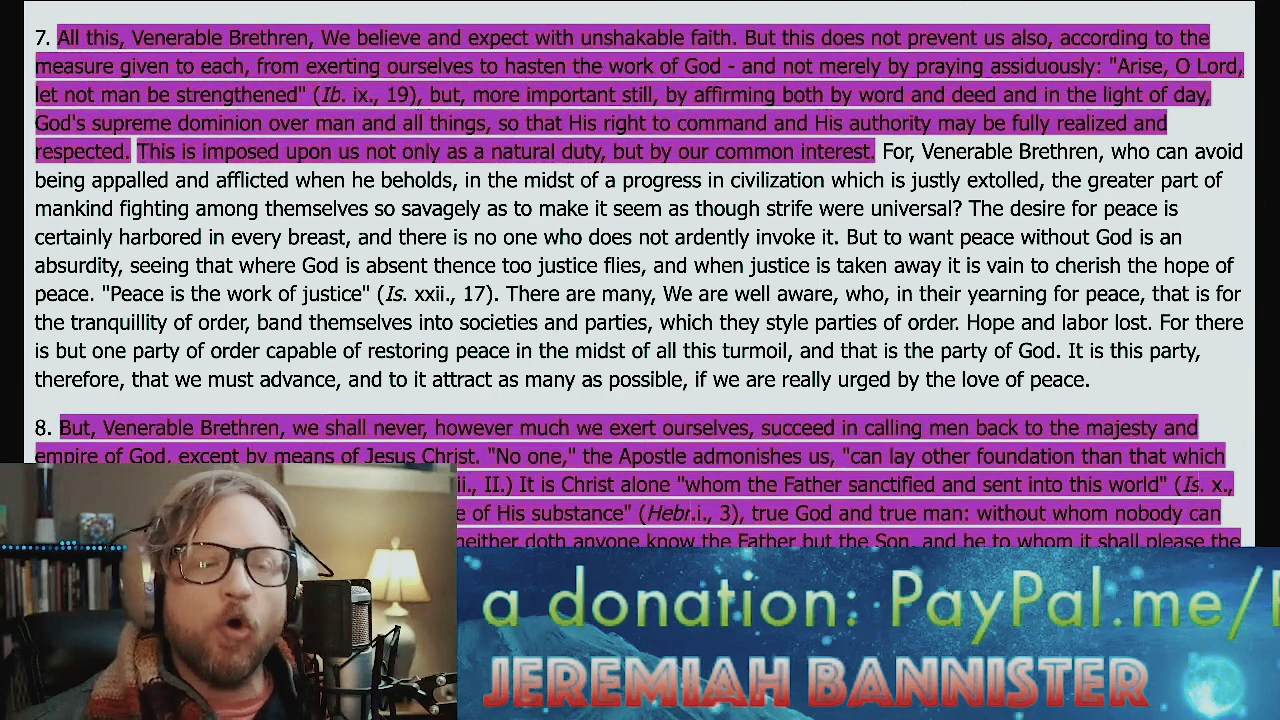 7. All this, Venerable Brethren, We believe and expect with unshakable faith. But this does not prevent us also, according to the
measure given to each, from exerting ourselves to hasten the work of God - and not merely by praying assiduously: "Arise, O Lord,
let not man be strengthened" (Ib. ix., 19), but, more important still, by affirming both by word and deed and in the light of day,
God's supreme dominion over man and all things, so that His right to command and His authority may be fully realized and
respected. This is imposed upon us not only as a natural duty, but by our common interest. For, Venerable Brethren, who can avoid
being appalled and afflicted when he beholds, in the midst of a progress in civilization which is justly extolled, the greater part of
mankind fighting among themselves so savagely as to make it seem as though strife were universal? The desire for peace is
certainly harbored in every breast, and there is no one who does not ardently invoke it. But to want peace without God is an
absurdity, seeing that where God is absent thence too justice flies, and when justice is taken away it is vain to cherish the hope of
peace. "Peace is the work of justice" (Is. xxii., 17). There are many, We are well aware, who, in their yearning for peace, that is for
the tranquillity of order, band themselves into societies and parties, which they style parties of order. Hope and labor lost. For there
is but one party of order capable of restoring peace in the midst of all this turmoil, and that is the party of God. It is this party,
therefore, that we must advance, and to it attract as many as possible, if we are really urged by the love of peace.
8. But, Venerable Brethren, we shall never, however much we exert ourselves, succeed in calling men back to the majesty and
empire of God, except by means of Jesus Christ. "No one," the Apostle admonishes us, "can lay other foundation than that which
ii., II.) It is Christ alone "whom the Father sanctified and sent into this world" (Is. x.,
e of His substance" (Hebr.i., 3), true God and true man: without whom nobody can
neither doth anyone know the Father but the Son, and he to whom it shall please the
a donation: PayPal.me/
JEREMIAH BANNISTER